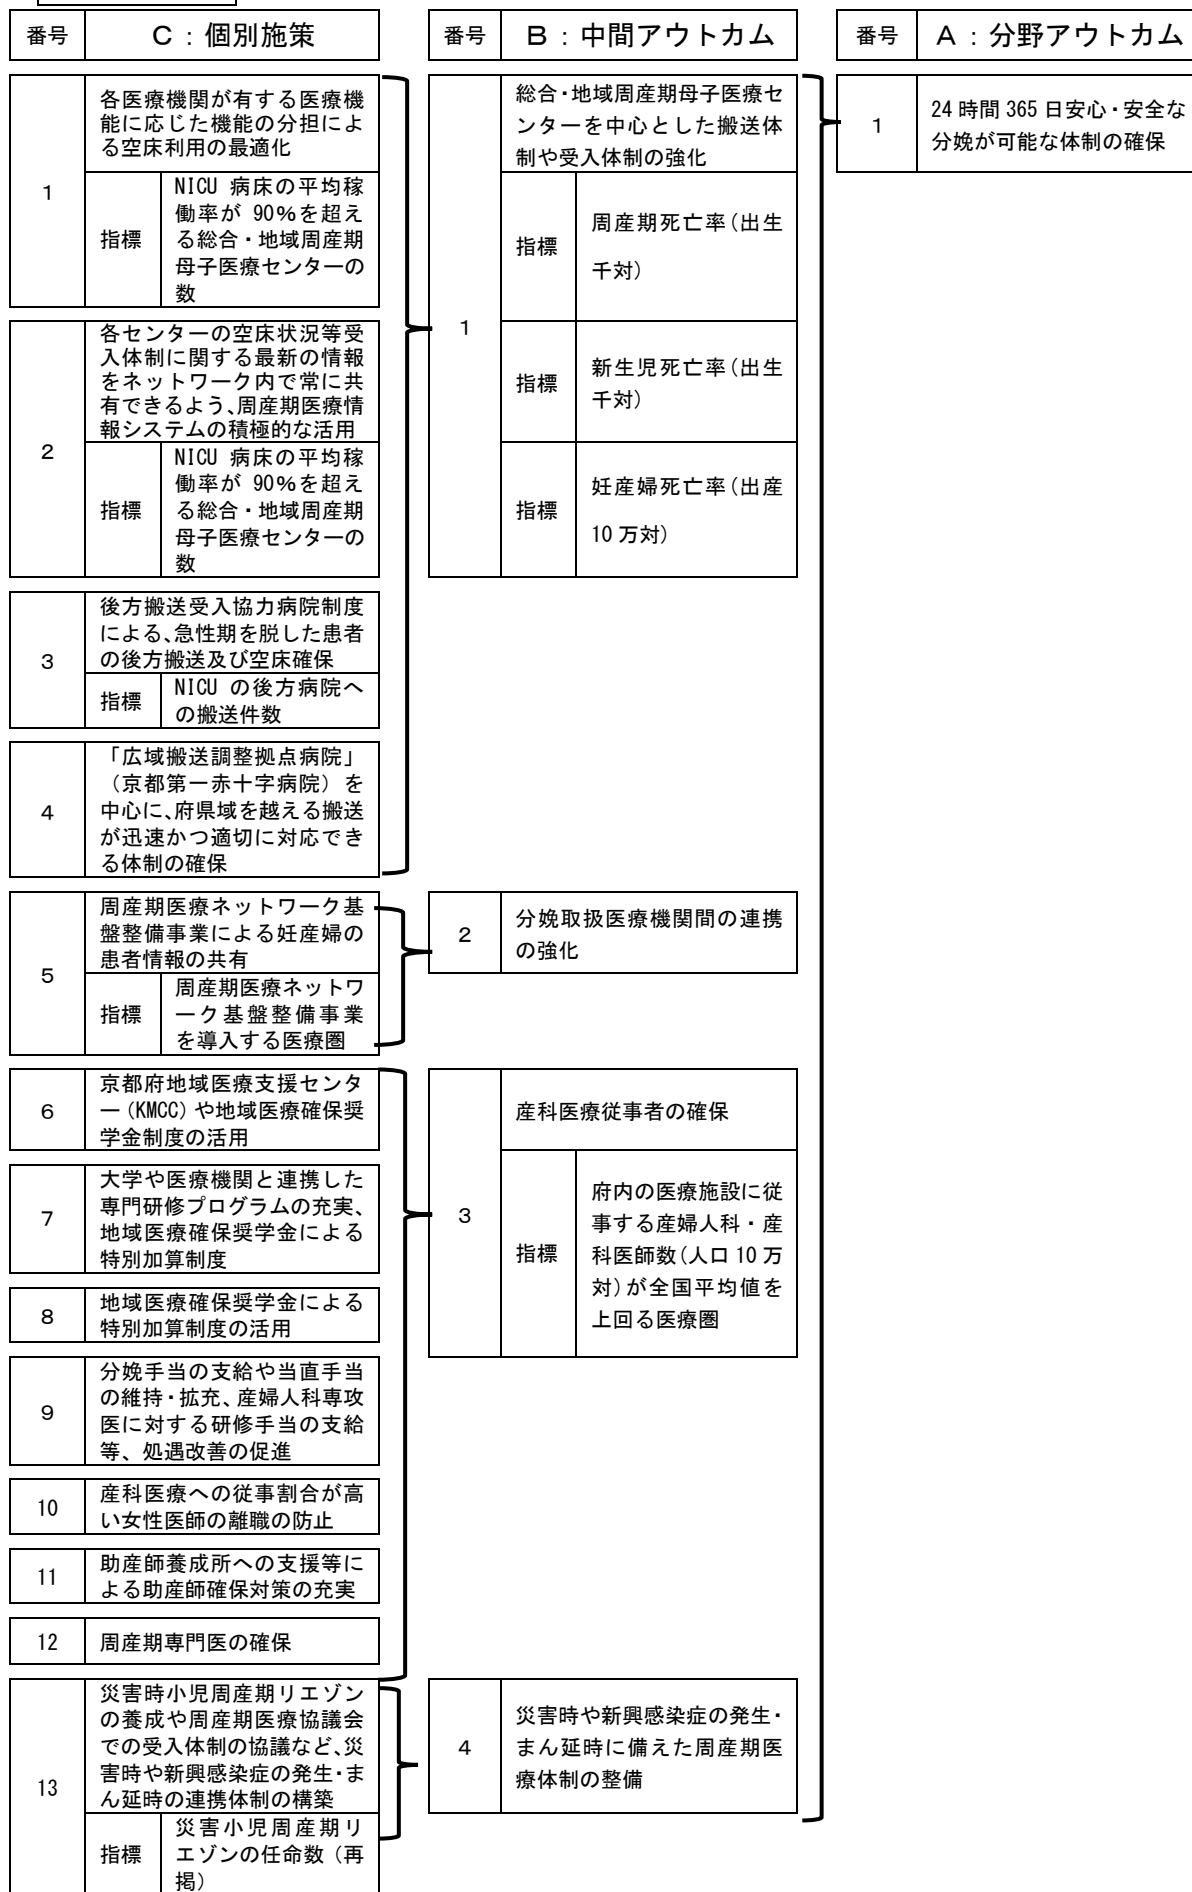 番号
C：個別施策
番号
B：中間アウトカム
番号
A：分野アウトカム
1
各医療機関が有する医療機
能に応じた機能の分担によ
る空床利用の最適化
指標
NICU 病床の平均稼
働率が 90％を超え
る総合・地域周産期
母子医療センターの
数
2
各センターの空床状況等受
入体制に関する最新の情報
をネットワーク内で常に共
有できるよう、周産期医療情
報システムの積極的な活用
指標
NICU 病床の平均稼
働率が 90％を超え
る総合・地域周産期
母子医療センターの
数
3
後方搬送受入協力病院制度
による、急性期を脱した患者
の後方搬送及び空床確保
指標
NICU の後方病院へ
の搬送件数
4
「広域搬送調整拠点病院」
（京都第一赤十字病院）を
中心に、府県域を越える搬送
が迅速かつ適切に対応でき
る体制の確保
5
周産期医療ネットワーク基
盤整備事業による妊産婦の
患者情報の共有
指標
周産期医療ネットワ
ーク基盤整備事業
を導入する医療圏
6
京都府地域医療支援センタ
ー（KMCC）や地域医療確保奨
学金制度の活用
7
大学や医療機関と連携した
専門研修プログラムの充実、
地域医療確保奨学金による
特別加算制度
8
地域医療確保奨学金による
特別加算制度の活用
9
分娩手当の支給や当直手当
の維持・拡充、産婦人科専攻
医に対する研修手当の支給
等、処遇改善の促進
10
産科医療への従事割合が高
い女性医師の離職の防止
11
助産師養成所への支援等に
よる助産師確保対策の充実
12
周産期専門医の確保
13
災害時小児周産期リエゾン
の養成や周産期医療協議会
での受入体制の協議など、災
害時や新興感染症の発生・ま
ん延時の連携体制の構築
指標
災害小児周産期リ
エゾンの任命数（再
掲）
1
総合・地域周産期母子医療セ
ンターを中心とした搬送体
制や受入体制の強化
指標
周産期死亡率（出生
千対）
指標
新生児死亡率（出生
千対）
指標
妊産婦死亡率（出産
10 万対）
2
分娩取扱医療機関間の連携
の強化
3
産科医療従事者の確保
指標
府内の医療施設に従
事する産婦人科・産
科医師数（人口 10 万
対）が全国平均値を
上回る医療圏
4
災害時や新興感染症の発生・
まん延時に備えた周産期医
療体制の整備
1
24 時間 365 日安心・安全な
分娩が可能な体制の確保